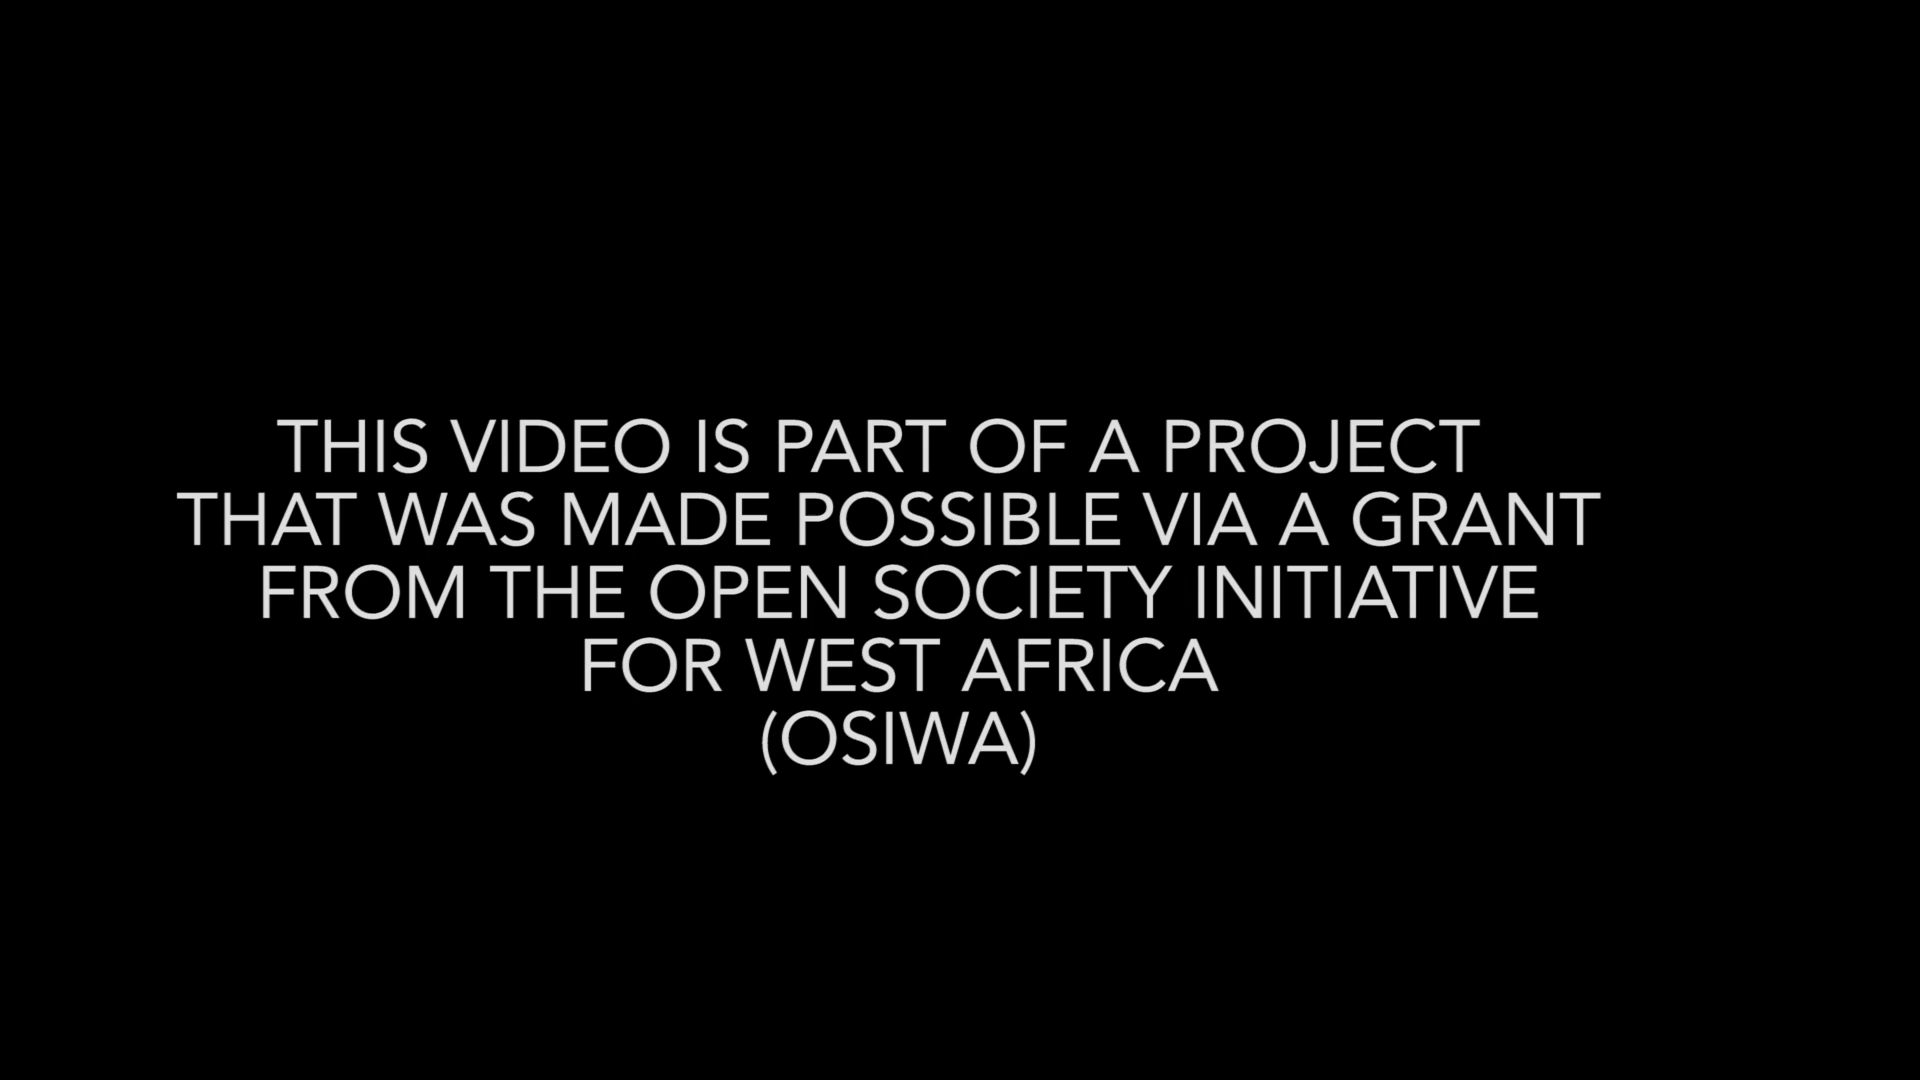 THIS VIDEO IS PART OF A PROJECT
THAT WAS MADE POSSIBLE VIA A GRANT
FROM THE OPEN SOCIETY INITIATIVE
FOR WEST AFRICA
(OSIWA)